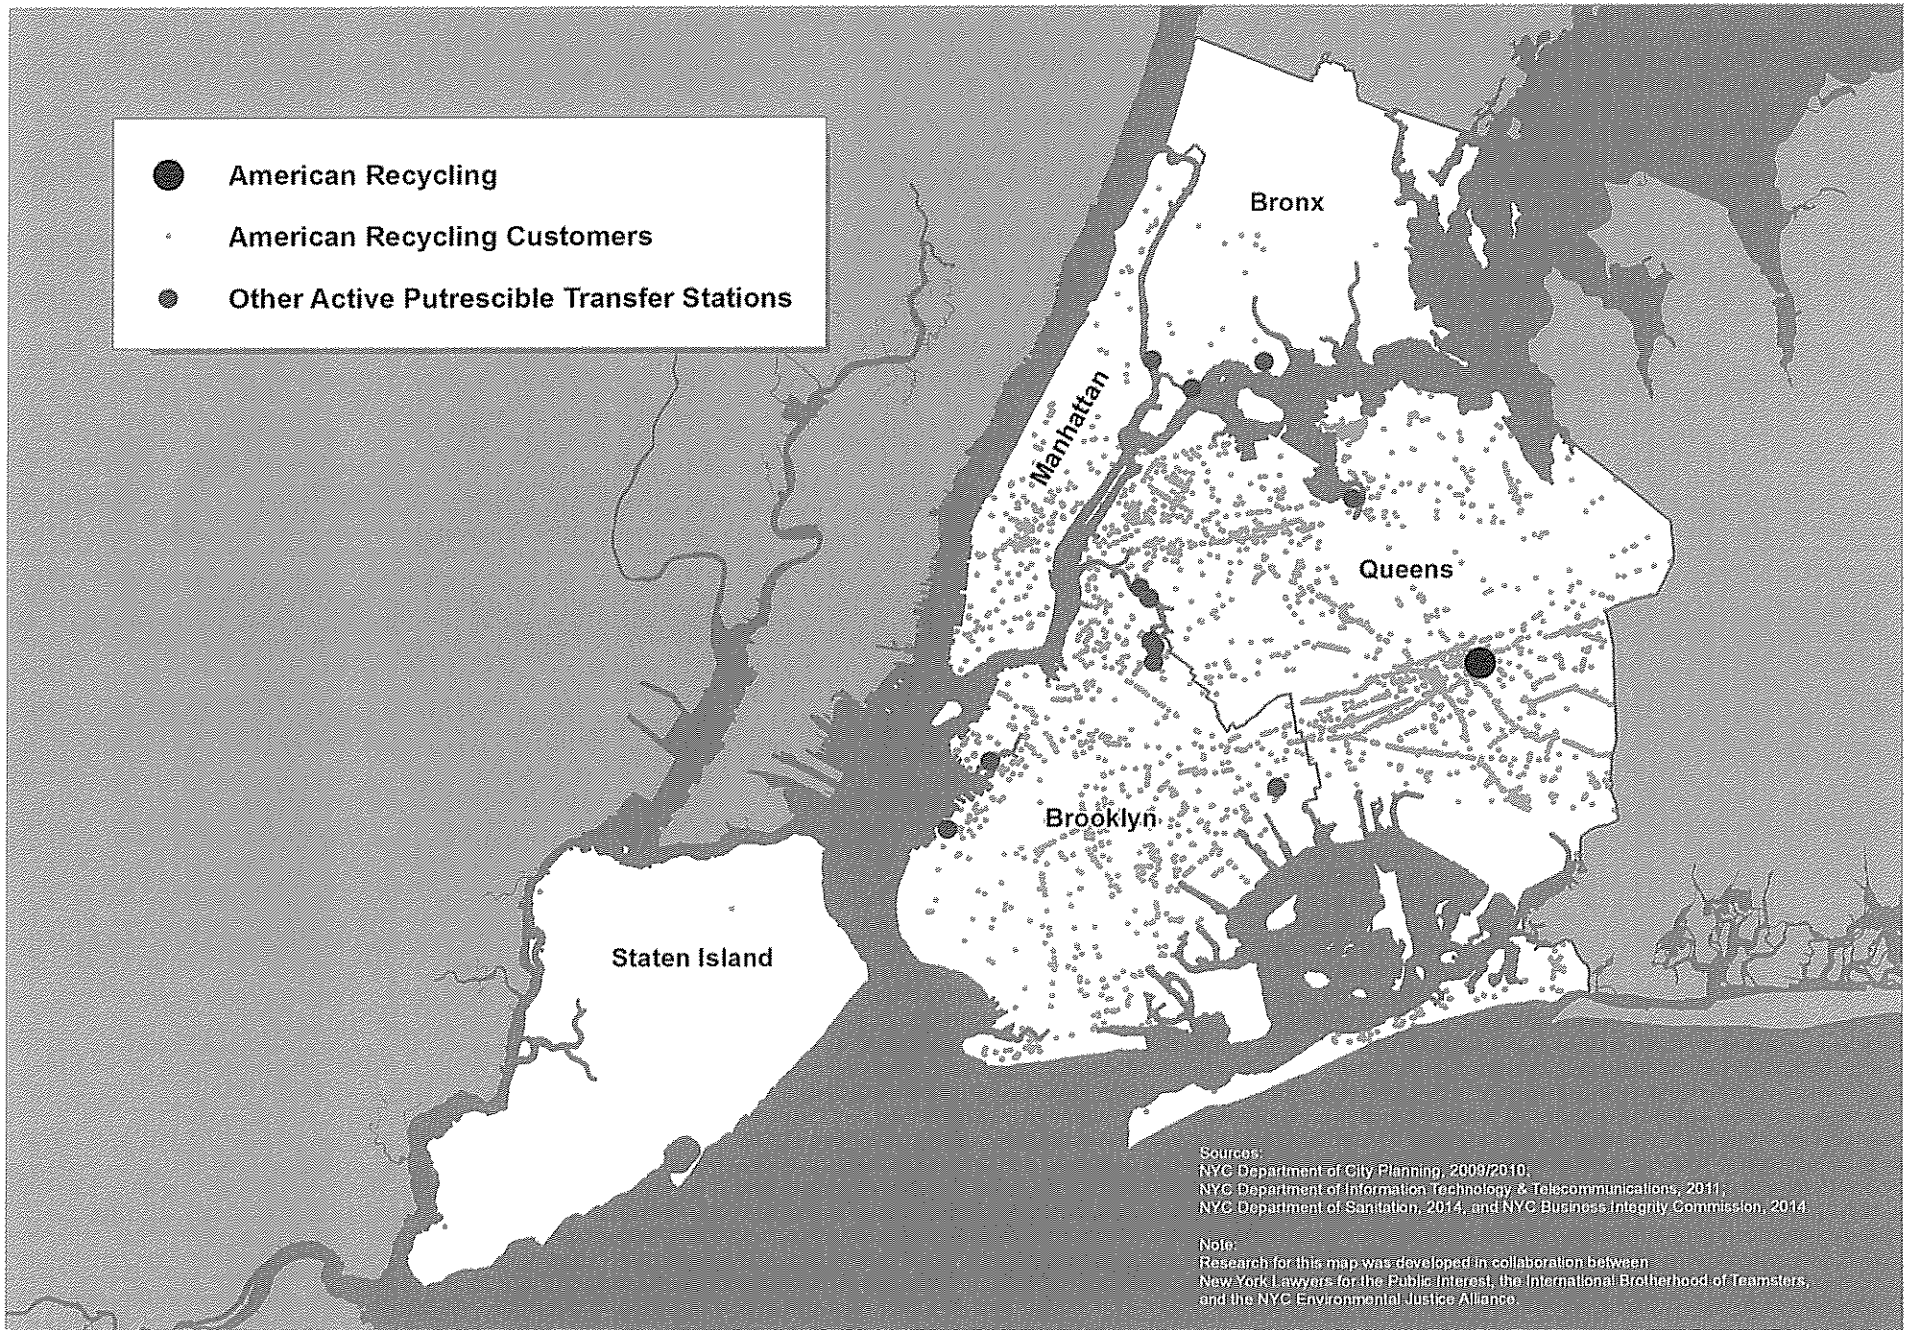 American Recycling
American Recycling Customers
Other Active Putrescible Transfer Stations
Bronx
Manhattan
Queens
Brooklyn
Staten Island
Sources:
NYC Department of City Planning, 2009/2010;
NYC Department of Information Technology & Telecommunications, 2011;
NYC Department of Sanitation, 2014, and NYC Business Integrity Commission, 2014
Note:
Research for this map was developed in collaboration between
New York Lawyers for the Public Interest, the International Brotherhood of Teamsters,
and the NYC Environmental Justice Alliance.